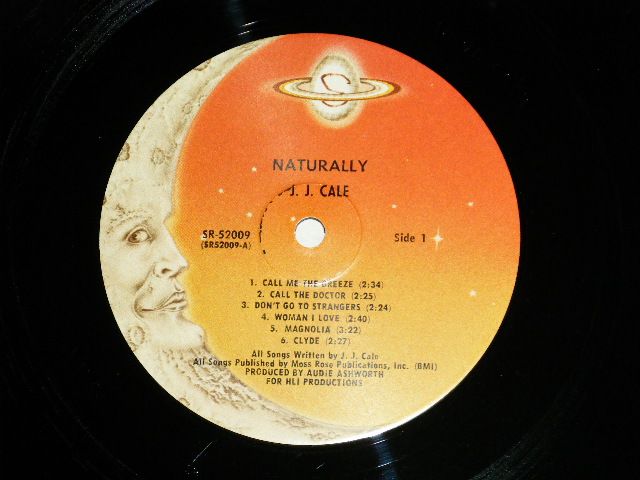 S
NATURALLY
J. J. CALE
SR-52009
(SR52009-A)
Side 1
1. CALL ME THE BREEZE (2:34)
2. CALL THE DOCTOR (2:25)
3. DON'T GO TO STRANGERS (2:24)
4. WOMAN I LOVE (2:40)
5. MAGNOLIA (3:22)
6. CLYDE (2:27)
All Songs Written by J. J. Cale
All Songs Published by Moss Rose Publications, Inc. (BMI)
PRODUCED BY AUDIE ASHWORTH
FOR HLI PRODUCTIONS